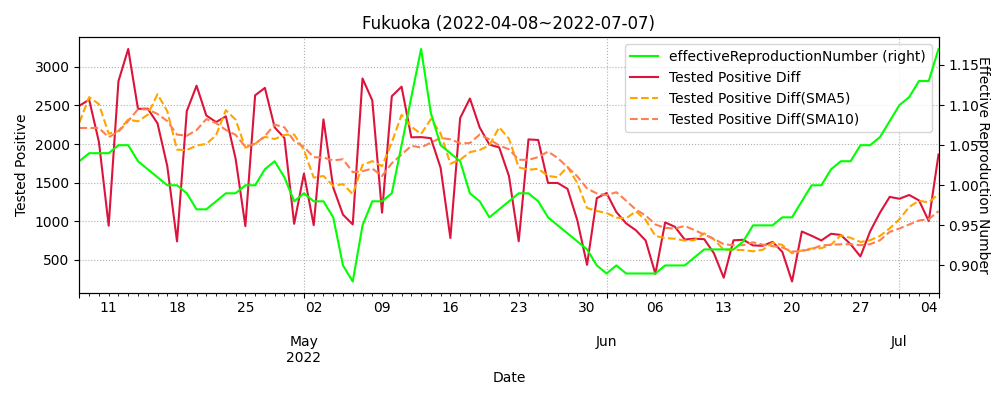 Fukuoka (2022-04-08~2022-07-07)
effectiveReproductionNumber (right)
Tested Positive Diff
Tested Positive Diff(SMA5)
Tested Positive Diff(SMA10)
Tested Positive
3000
2500
2000
1500
1000
500
1.15
1.10
1.05
1.00
0.95
0.90
Effective Reproduction Number
11 18 25 02 09 16 23 30 06 13 20 27 04
May Jun Jul
2022
Date